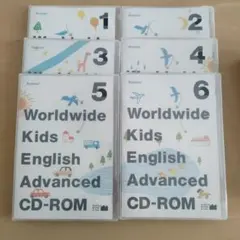 1
2
3
4
5
Worldwide
Kids
English
Advanced
CD-ROM
6
Worldwide
Kids
English
Advanced
CD-ROM